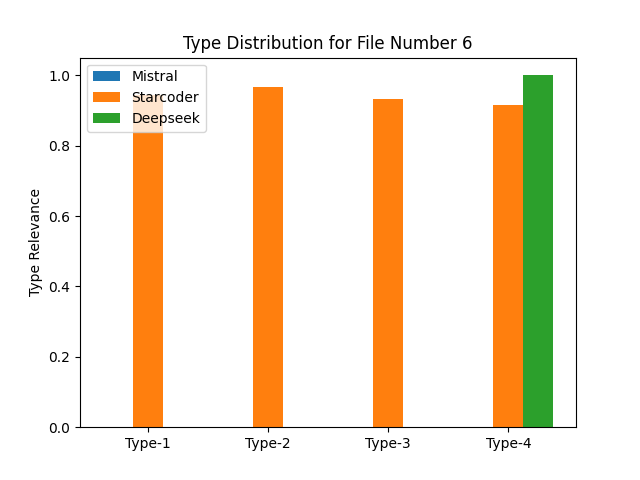 Type Distribution for File Number 6
Mistral
Starcoder
Deepseek
Type Relevance
1.0
0.8
0.6
0.4
0.2
0.0
Type-1
Type-2
Type-3
Type-4